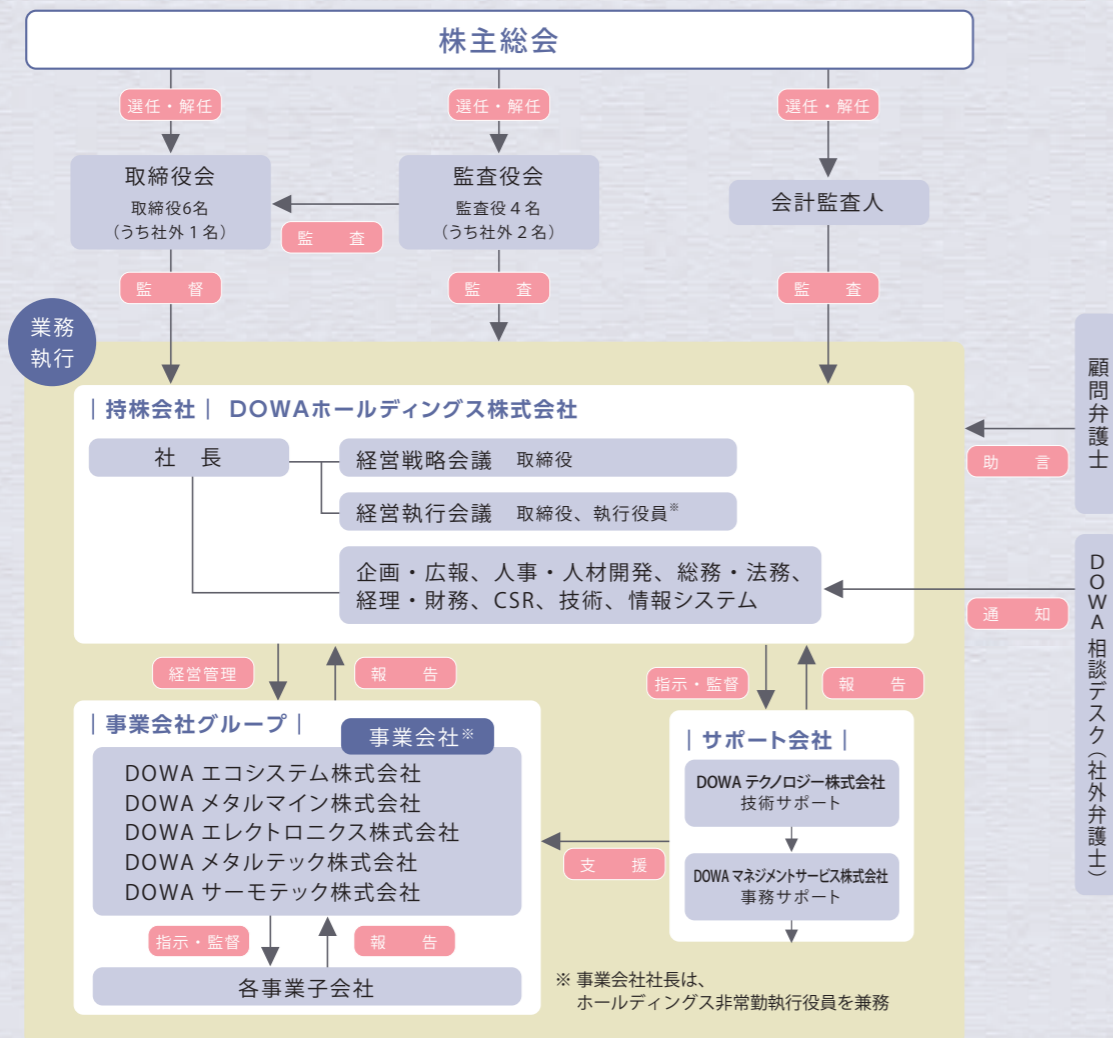 株主総会
選任・解任
選任・解任
選任・解任
取締役会
取締役6名
（うち社外1名）
監査役会
監査役4名
（うち社外2名）
会計監査人
監　査
監　督
監　査
監　査
業務
執行
｜持株会社｜ DOWAホールディングス株式会社
社　長
経営戦略会議 取締役
経営執行会議 取締役、執行役員※
企画・広報、人事・人材開発、総務・法務、
経理・財務、CSR、技術、情報システム
顧問弁護士
助　言
DOWA相談デスク（社外弁護士）
通　知
経営管理
報　告
指示・監督
報　告
｜事業会社グループ｜
事業会社※
DOWA エコシステム株式会社
DOWA メタルマイン株式会社
DOWA エレクトロニクス株式会社
DOWA メタルテック株式会社
DOWA サーモテック株式会社
指示・監督
報　告
各事業子会社
支　援
｜サポート会社｜
DOWA テクノロジー株式会社
技術サポート
DOWA マネジメントサービス株式会社
事務サポート
※ 事業会社社長は、
ホールディングス非常勤執行役員を兼務